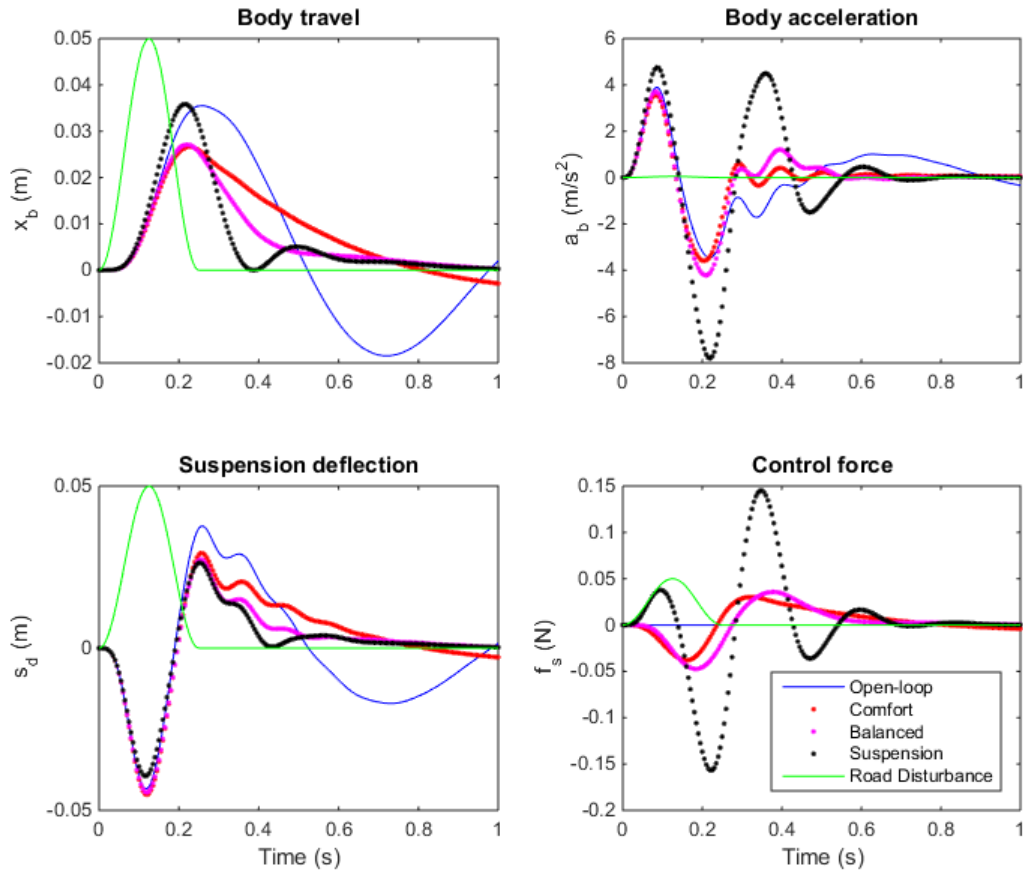 Body travel
0.05
0.04
0.03
0.02
0.01
0
-0.01
-0.02
x_b (m)
0 0.2 0.4 0.6 0.8 1
Body acceleration
6
4
2
0
-2
-4
-6
-8
a_b (m/s²)
0 0.2 0.4 0.6 0.8 1
Suspension deflection
0.05
0
-0.05
s_d (m)
0 0.2 0.4 0.6 0.8 1
Time (s)
Control force
0.15
0.1
0.05
0
-0.05
-0.1
-0.15
-0.2
f_s (N)
0 0.2 0.4 0.6 0.8 1
Time (s)
Open-loop
Comfort
Balanced
Suspension
Road Disturbance